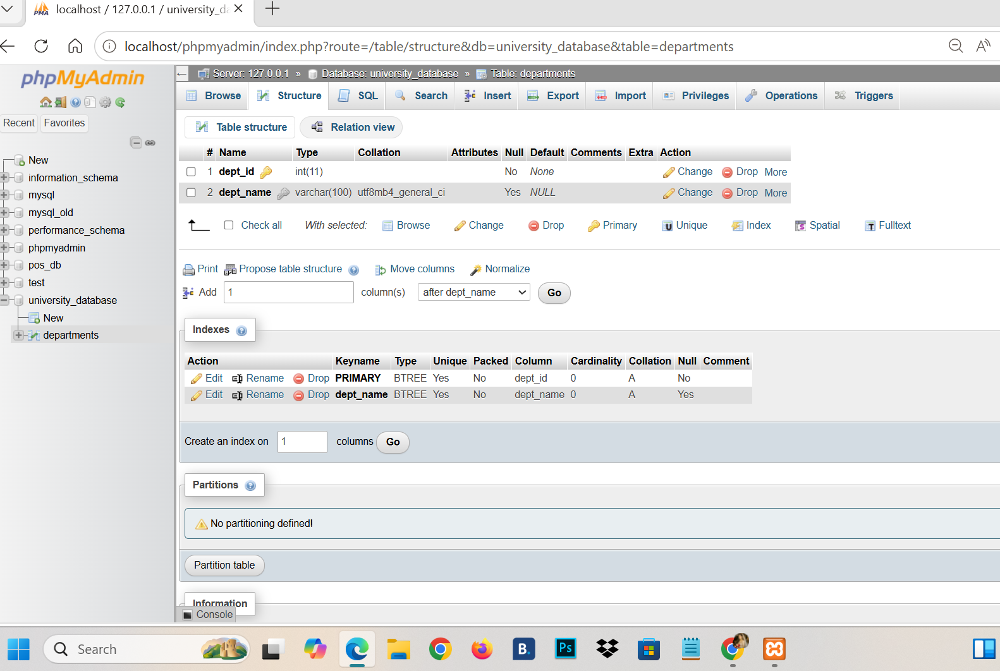 localhost / 127.0.0.1 / university_da
localhost/phpmyadmin/index.php?route=/table/structure&db=university_database&table=departments
phpMyAdmin
Recent Favorites
New
information_schema
mysql
mysql_old
performance_schema
phpmyadmin
pos_db
test
university_database
New
departments
Server: 127.0.0.1 » Database: university_database » Table: departments
Browse Structure SQL Search Insert Export Import Privileges Operations Triggers
Table structure Relation view
# Name Type Collation Attributes Null Default Comments Extra Action
1 dept_id int(11) No None Change Drop More
2 dept_name varchar(100) utf8mb4_general_ci Yes NULL Change Drop More
Check all With selected: Browse Change Drop Primary Unique Index Spatial Fulltext
Print Propose table structure Move columns Normalize
Add 1 column(s) after dept_name Go
Indexes
Action Keyname Type Unique Packed Column Cardinality Collation Null Comment
Edit Rename Drop PRIMARY BTREE Yes No dept_id 0 A No
Edit Rename Drop dept_name BTREE Yes No dept_name 0 A Yes
Create an index on 1 columns Go
Partitions
No partitioning defined!
Partition table
Information
Console
Search